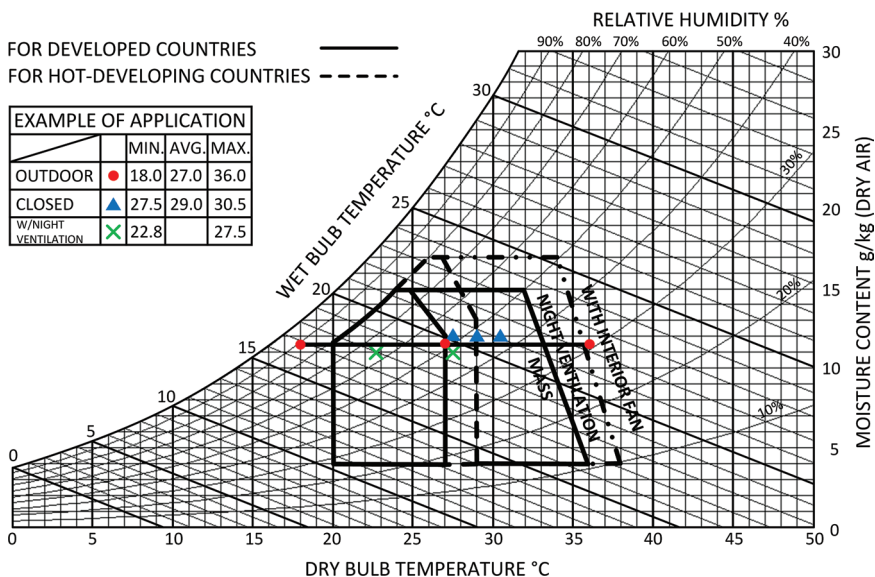 RELATIVE HUMIDITY %
90% 80% 70% 60% 50% 40%
FOR DEVELOPED COUNTRIES
FOR HOT-DEVELOPING COUNTRIES
EXAMPLE OF APPLICATION
MIN. AVG. MAX.
OUTDOOR 18.0 27.0 36.0
CLOSED 27.5 29.0 30.5
W/NIGHT
VENTILATION 22.8 27.5
WET BULB TEMPERATURE °C
0 5 10 15 20 25 30
30%
20%
10%
WITH INTERIOR FAN
NIGHT VENTILATION
MASS
30
25
20
15
10
5
0
MOISTURE CONTENT g/kg (DRY AIR)
0 5 10 15 20 25 30 35 40 45 50
DRY BULB TEMPERATURE °C